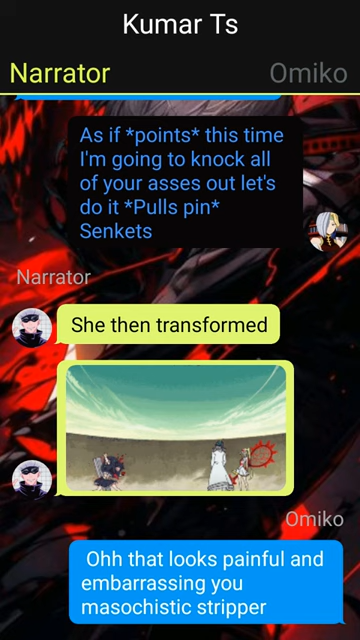 Kumar Ts
Narrator
Omiko
As if *points* this time
I'm going to knock all
of your asses out let's
do it *Pulls pin*
Senkets
Narrator
She then transformed
Omiko
Ohh that looks painful and
embarrassing you
masochistic stripper